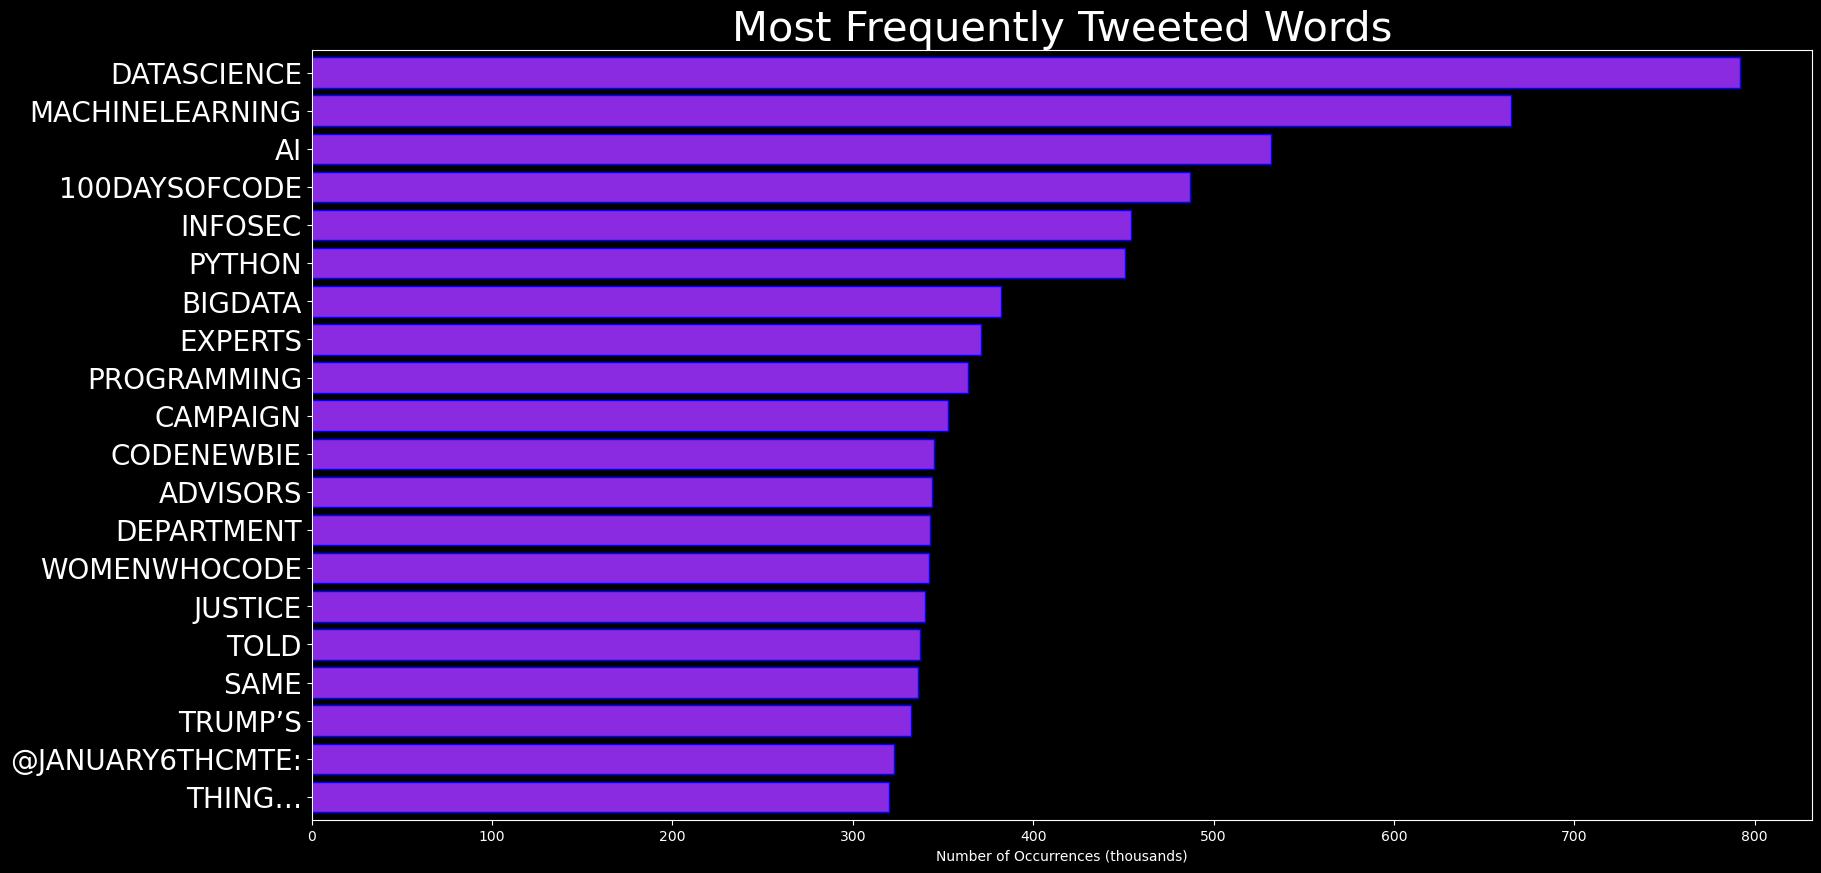 Most Frequently Tweeted Words
DATASCIENCE
MACHINELEARNING
AI
100DAYSOFCODE
INFOSEC
PYTHON
BIGDATA
EXPERTS
PROGRAMMING
CAMPAIGN
CODENEWBIE
ADVISORS
DEPARTMENT
WOMENWHOCODE
JUSTICE
TOLD
SAME
TRUMP’S
@JANUARY6THCMTE:
THING…
0 100 200 300 400 500 600 700 800
Number of Occurrences (thousands)